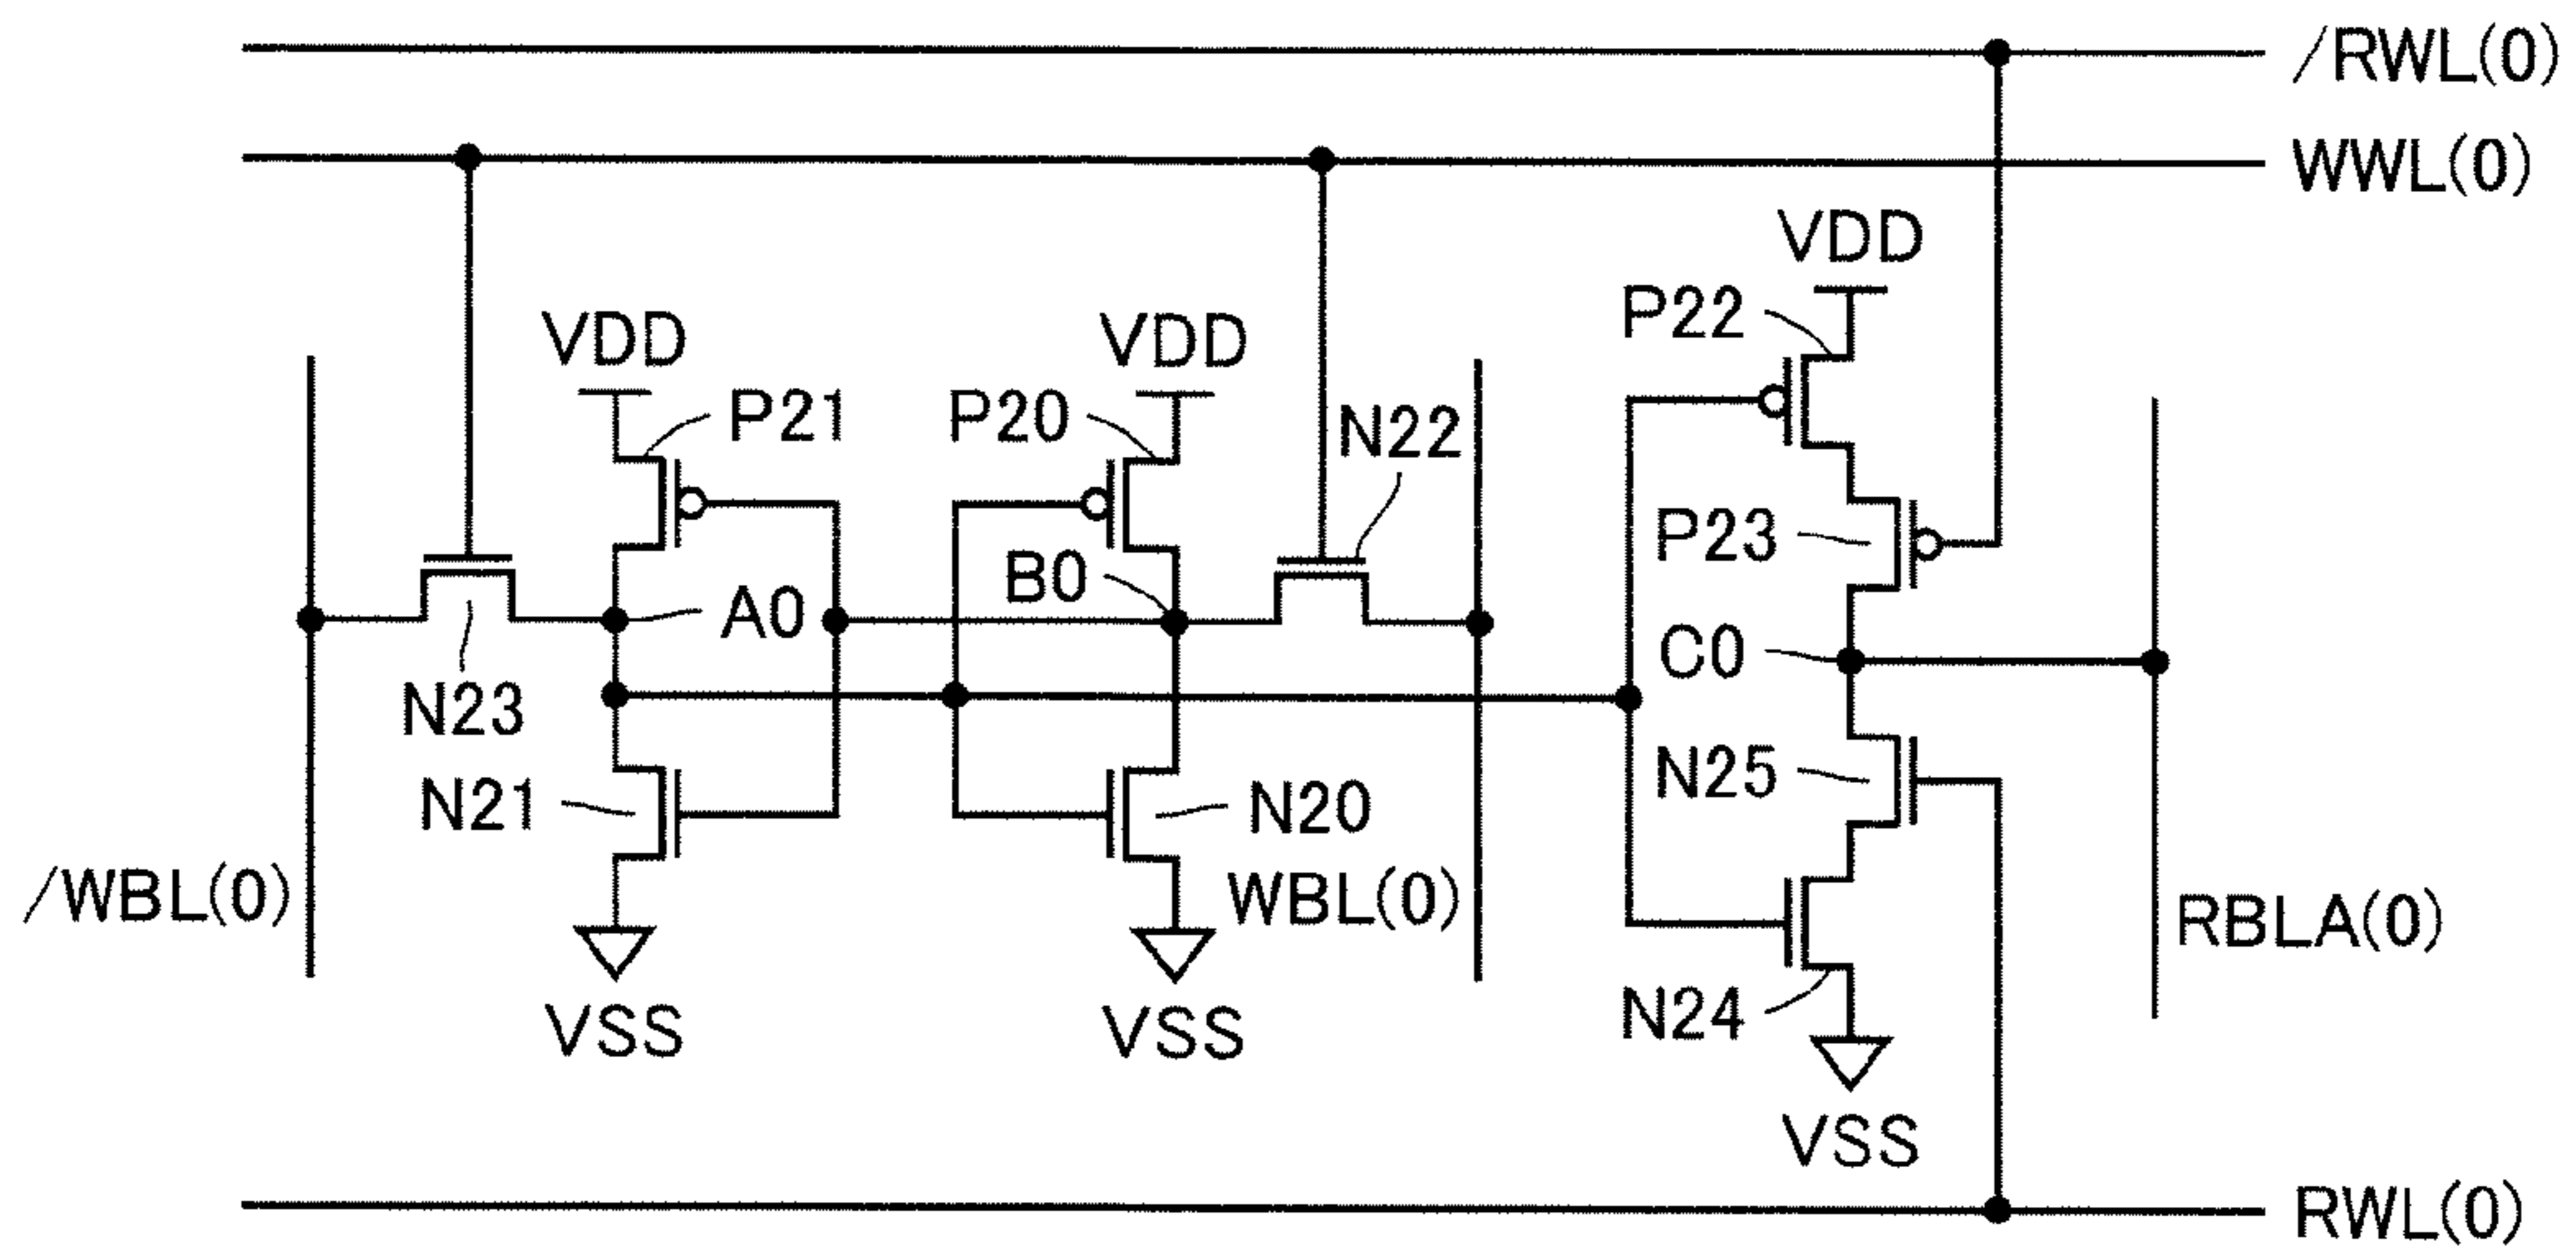 /RWL(0)
WWL(0)
VDD
P22
VDD
VDD
P21
P20
N22
P23
B0
A0
C0
N23
N25
N21
N20
/WBL(0)
WBL(0)
RBLA(0)
N24
VSS
VSS
VSS
RWL(0)